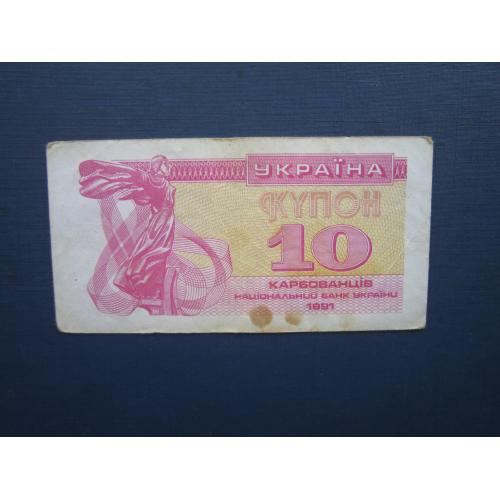 УКРАЇНА
КУПОН
10
КАРБОВАНЦІВ
НАЦІОНАЛЬНИЙ БАНК УКРАЇНИ
1991